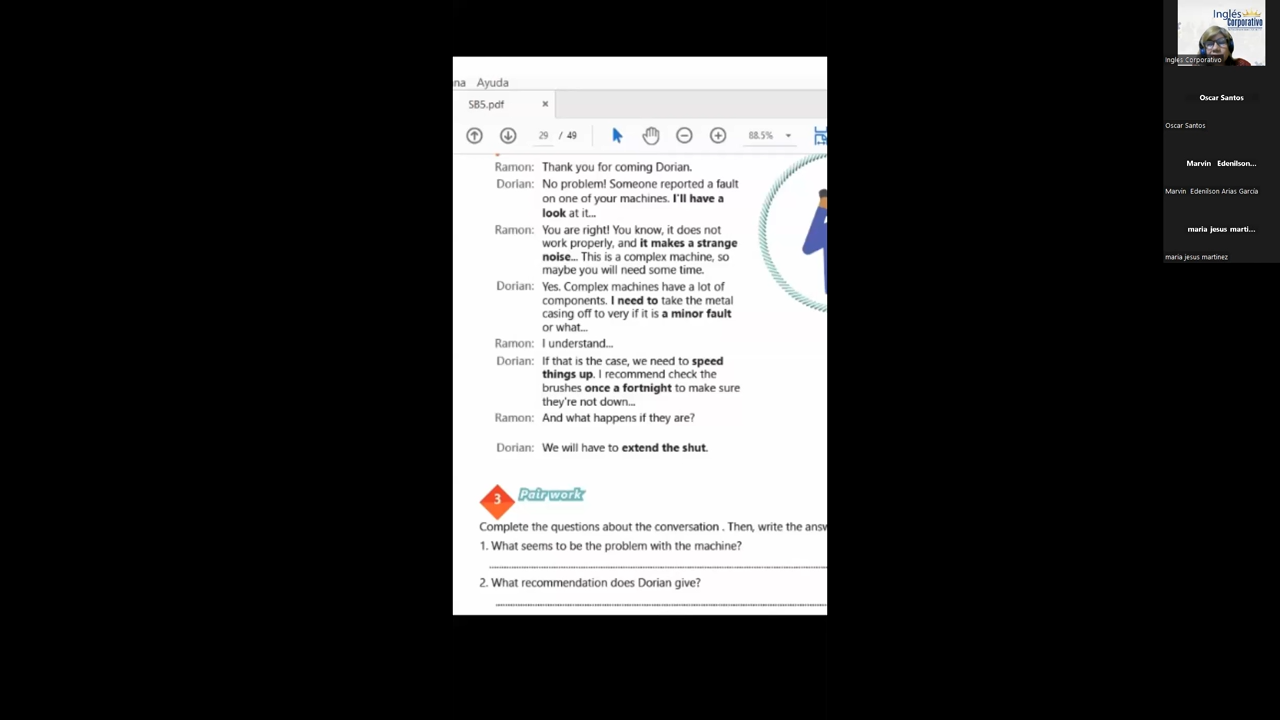 na Ayuda
SB5.pdf ×
29 / 49 88.5%
Ramon: Thank you for coming Dorian.
Dorian: No problem! Someone reported a fault
on one of your machines. I'll have a
look at it...
Ramon: You are right! You know, it does not
work properly, and it makes a strange
noise... This is a complex machine, so
maybe you will need some time.
Dorian: Yes. Complex machines have a lot of
components. I need to take the metal
casing off to very if it is a minor fault
or what...
Ramon: I understand...
Dorian: If that is the case, we need to speed
things up. I recommend check the
brushes once a fortnight to make sure
they're not down...
Ramon: And what happens if they are?
Dorian: We will have to extend the shut.
3 Pair work
Complete the questions about the conversation . Then, write the answ
1. What seems to be the problem with the machine?
2. What recommendation does Dorian give?
Inglés
Corporativo
Ingles Corporativo
Oscar Santos
Oscar Santos
Marvin Edenilson...
Marvin Edenilson Arias García
maria jesus marti...
maria jesus martinez